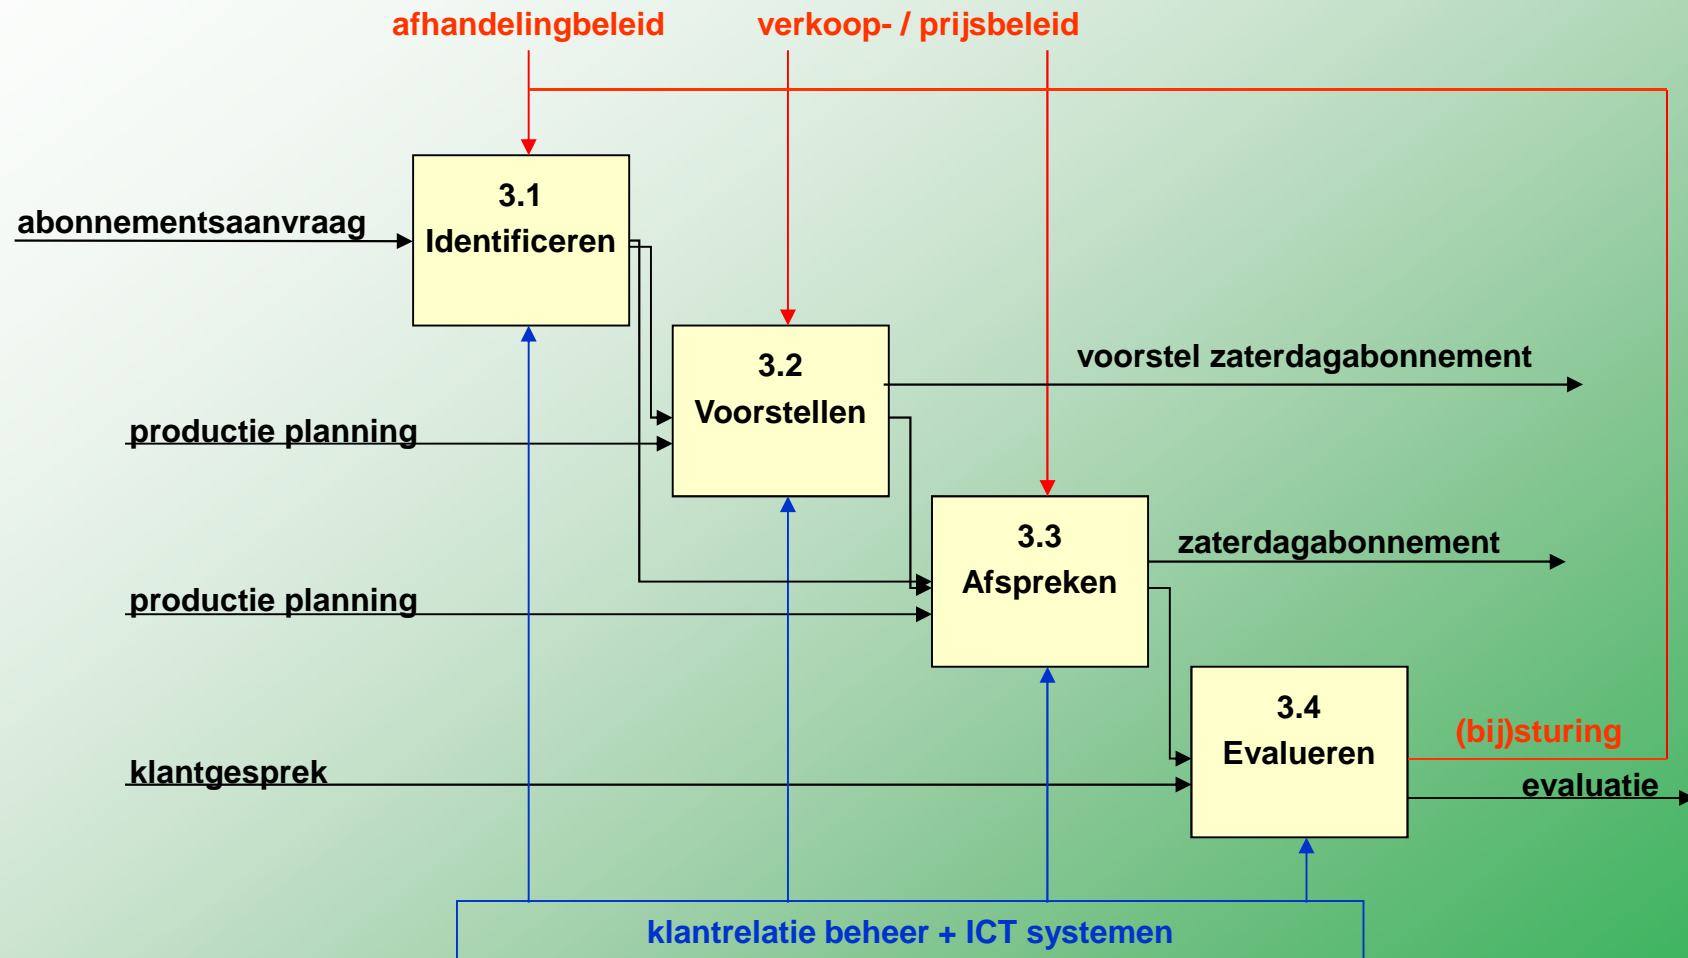 afhandelingbeleid
verkoop- / prijsbeleid
3.1
Identificeren
abonnementsaanvraag
3.2
Voorstellen
voorstel zaterdagabonnement
productie planning
3.3
Afspreken
zaterdagabonnement
productie planning
3.4
Evalueren
(bij)sturing
klantgesprek
evaluatie
klantrelatie beheer + ICT systemen